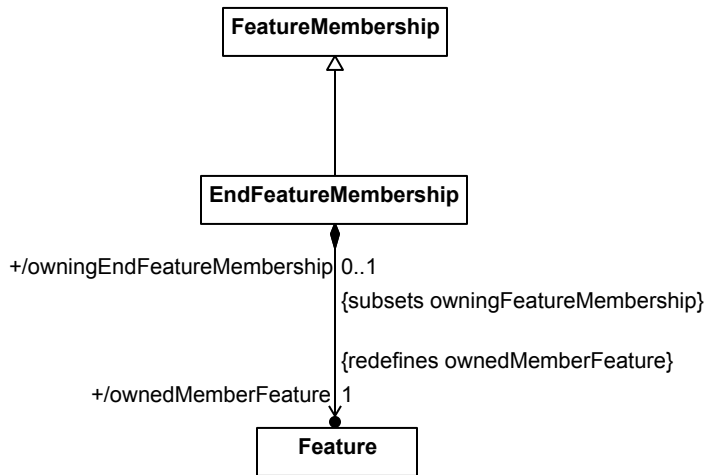 FeatureMembership
EndFeatureMembership
+/owningEndFeatureMembership 0..1
{subsets owningFeatureMembership}
{redefines ownedMemberFeature}
+/ownedMemberFeature 1
Feature